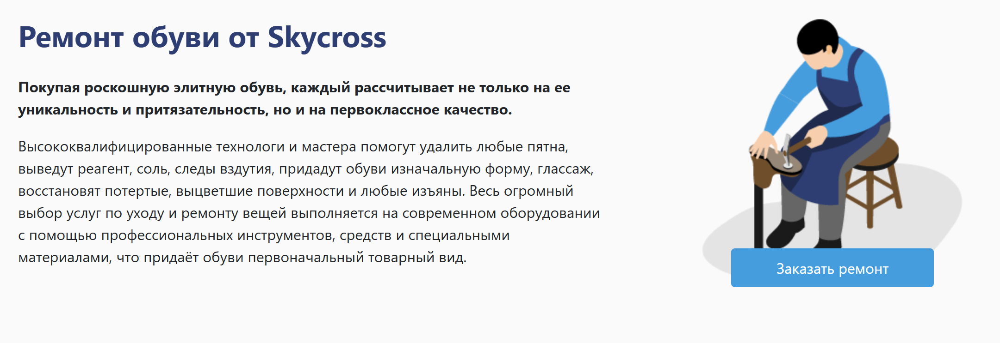 Ремонт обуви от Skycross
Покупая роскошную элитную обувь, каждый рассчитывает не только на ее
уникальность и притязательность, но и на первоклассное качество.
Высококвалифицированные технологи и мастера помогут удалить любые пятна,
выведут реагент, соль, следы вздутия, придадут обуви изначальную форму, глассаж,
восстановят потертые, выцветшие поверхности и любые изъяны. Весь огромный
выбор услуг по уходу и ремонту вещей выполняется на современном оборудовании
с помощью профессиональных инструментов, средств и специальными
материалами, что придаёт обуви первоначальный товарный вид.
Заказать ремонт